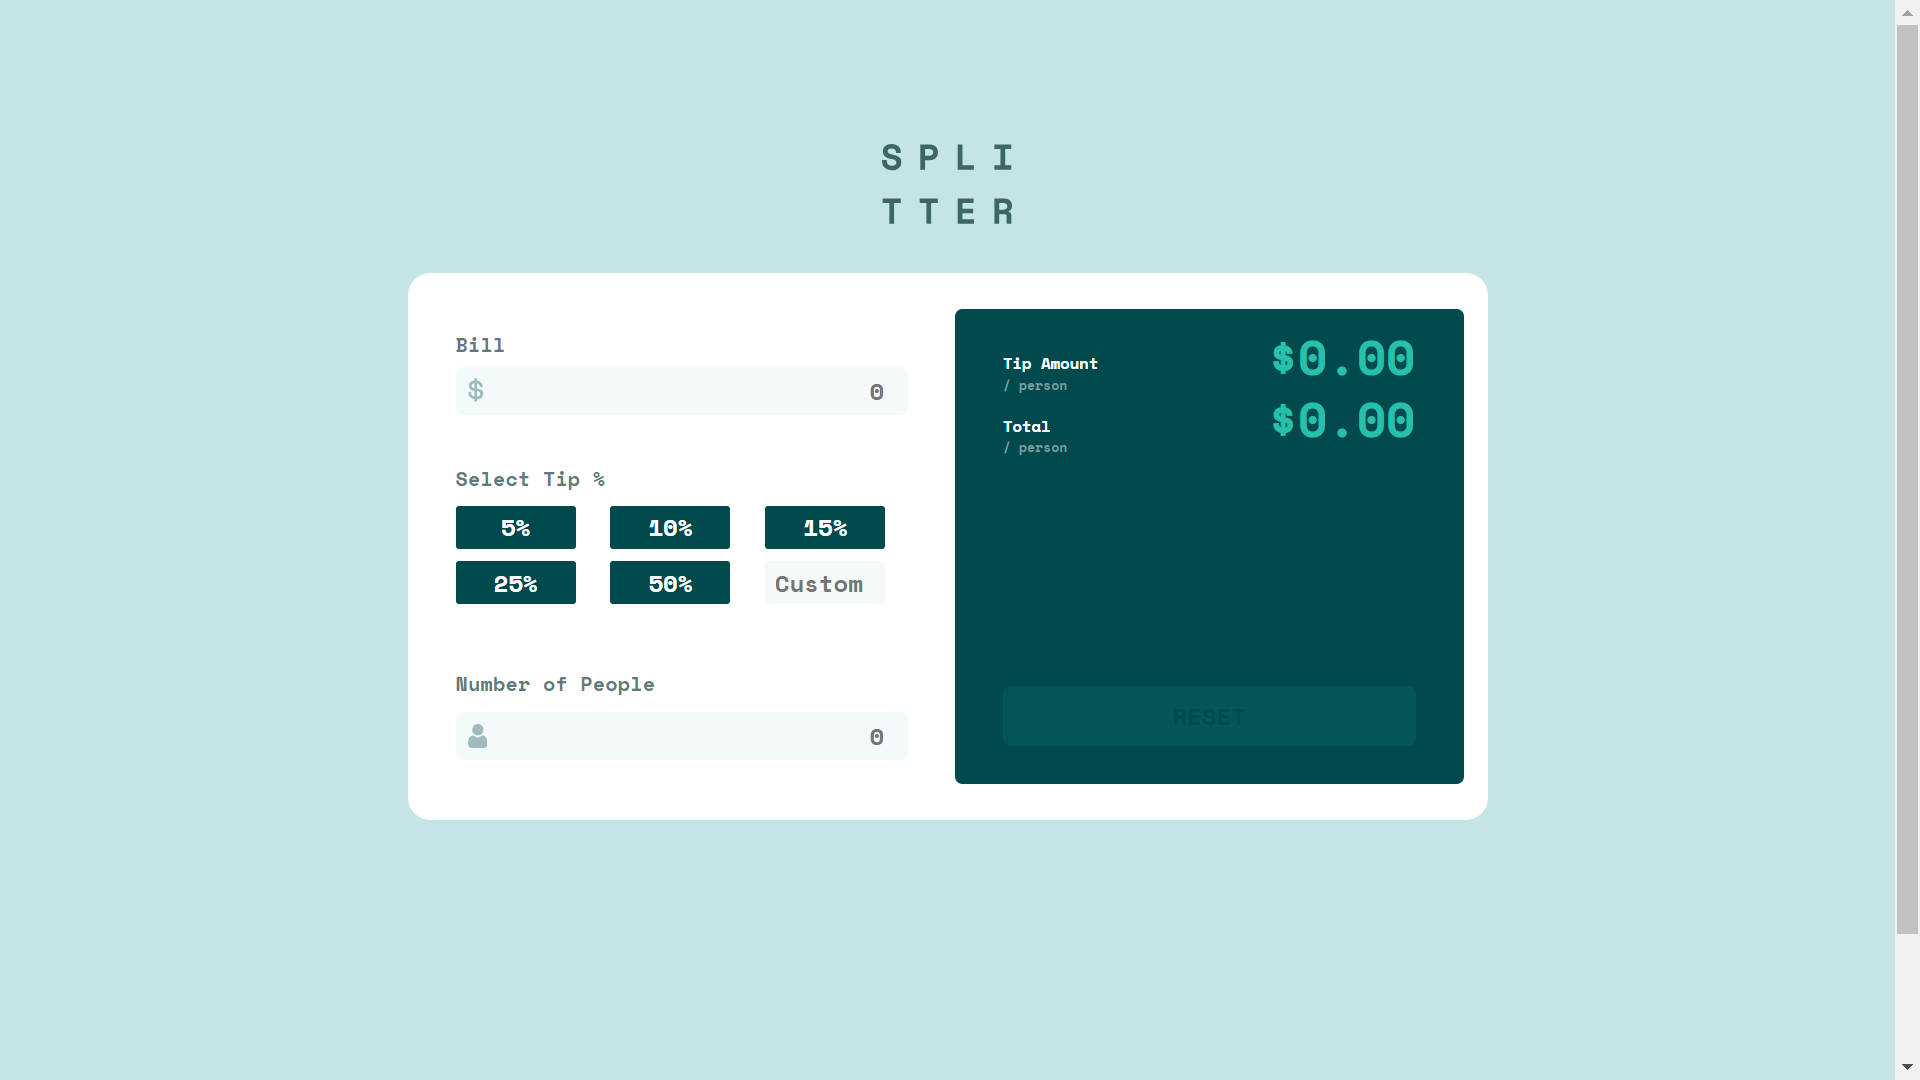 SPLI
TTER
Bill
$
0
Select Tip %
5%
10%
15%
25%
50%
Custom
Number of People
0
Tip Amount
/ person
$0.00
Total
/ person
$0.00
RESET